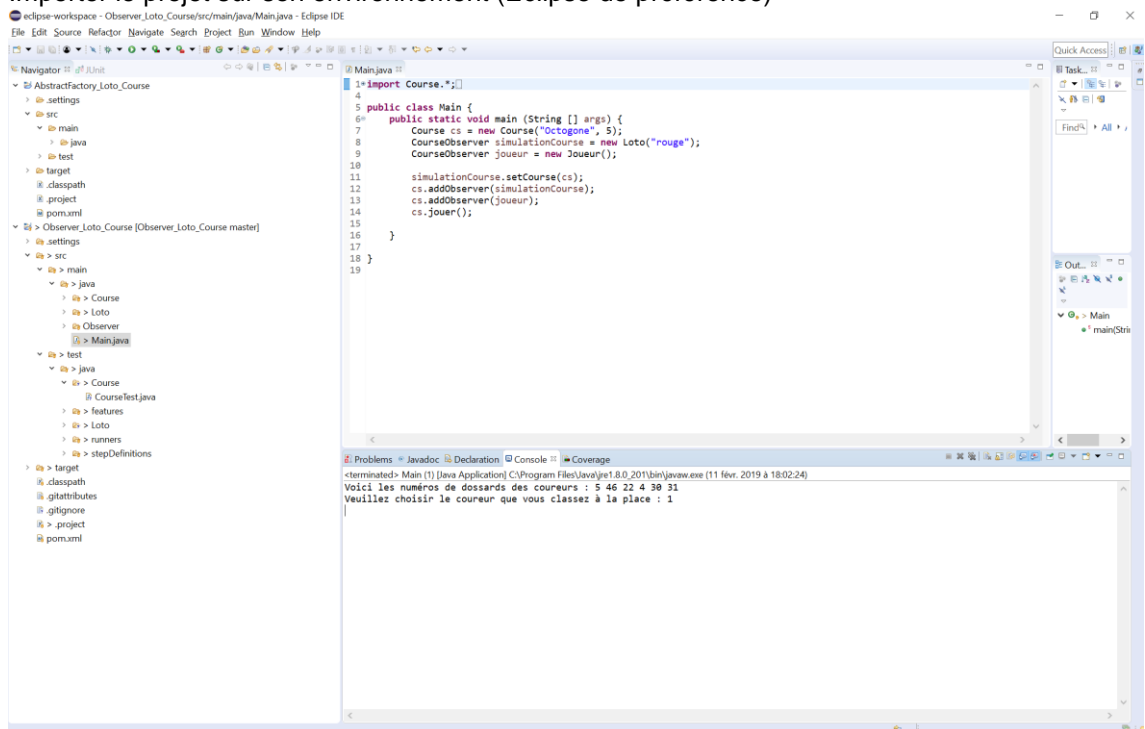 Importer le projet sur son environnement (Eclipse de préférence)
eclipse-workspace - Observer_Loto_Course/src/main/java/Main.java - Eclipse IDE
File Edit Source Refactor Navigate Search Project Run Window Help
Quick Access
Navigator JUnit
AbstractFactory_Loto_Course
.settings
src
main
java
test
target
.classpath
.project
pom.xml
> Observer_Loto_Course [Observer_Loto_Course master]
.settings
> src
> main
> java
> Course
> Loto
Observer
> Main.java
> test
> java
> Course
CourseTest.java
> features
> Loto
> runners
> stepDefinitions
> target
.classpath
.gitattributes
.gitignore
> .project
pom.xml
Main.java
1 import Course.*;
4
5 public class Main {
6 public static void main (String [] args) {
7 Course cs = new Course("Octogone", 5);
8 CourseObserver simulationCourse = new Loto("rouge");
9 CourseObserver joueur = new Joueur();
10
11 simulationCourse.setCourse(cs);
12 cs.addObserver(simulationCourse);
13 cs.addObserver(joueur);
14 cs.jouer();
15
16 }
17
18 }
19
Task...
Find All
Out...
> Main
main(Stri
Problems Javadoc Declaration Console Coverage
<terminated> Main (1) [Java Application] C:\Program Files\Java\jre1.8.0_201\bin\javaw.exe (11 févr. 2019 à 18:02:24)
Voici les numéros de dossards des coureurs : 5 46 22 4 30 31
Veuillez choisir le coureur que vous classez à la place : 1